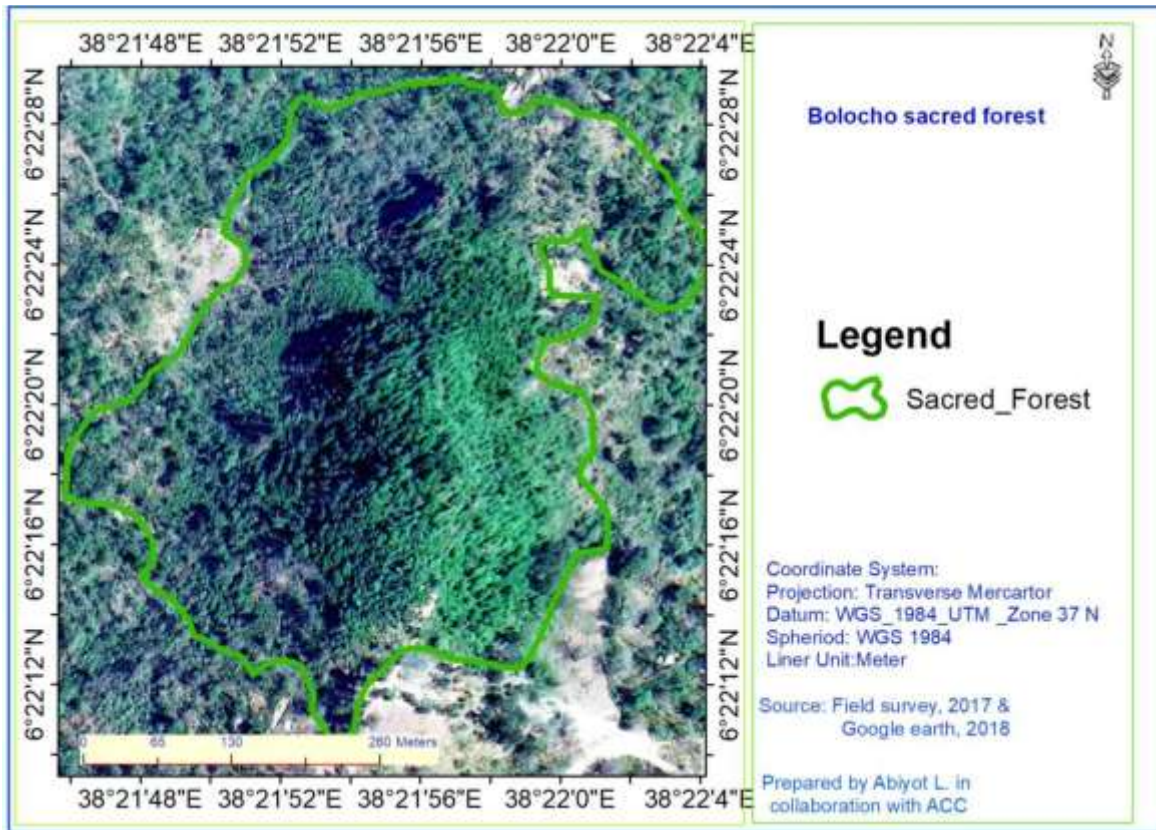 38°21'48"E 38°21'52"E 38°21'56"E 38°22'0"E 38°22'4"E
6°22'28"N
6°22'24"N
6°22'20"N
6°22'16"N
6°22'12"N
6°22'28"N
6°22'24"N
6°22'20"N
6°22'16"N
6°22'12"N
0 65 130 260 Meters
38°21'48"E 38°21'52"E 38°21'56"E 38°22'0"E 38°22'4"E
N
Bolocho sacred forest
Legend
Sacred_Forest
Coordinate System:
Projection: Transverse Mercartor
Datum: WGS_1984_UTM _Zone 37 N
Spheriod: WGS 1984
Liner Unit:Meter
Source: Field survey, 2017 &
Google earth, 2018
Prepared by Abiyot L. in
collaboration with ACC